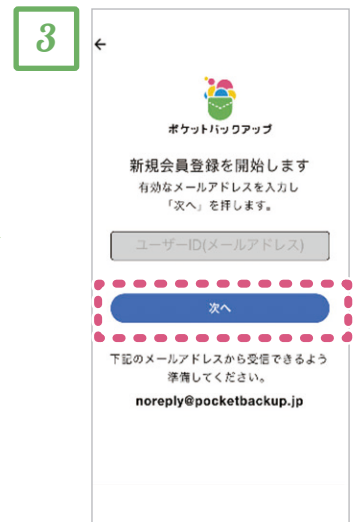 3
←
ポケットバックアップ
新規会員登録を開始します
有効なメールアドレスを入力し
「次へ」を押します。
ユーザーID(メールアドレス)
次へ
下記のメールアドレスから受信できるよう
準備してください。
noreply@pocketbackup.jp